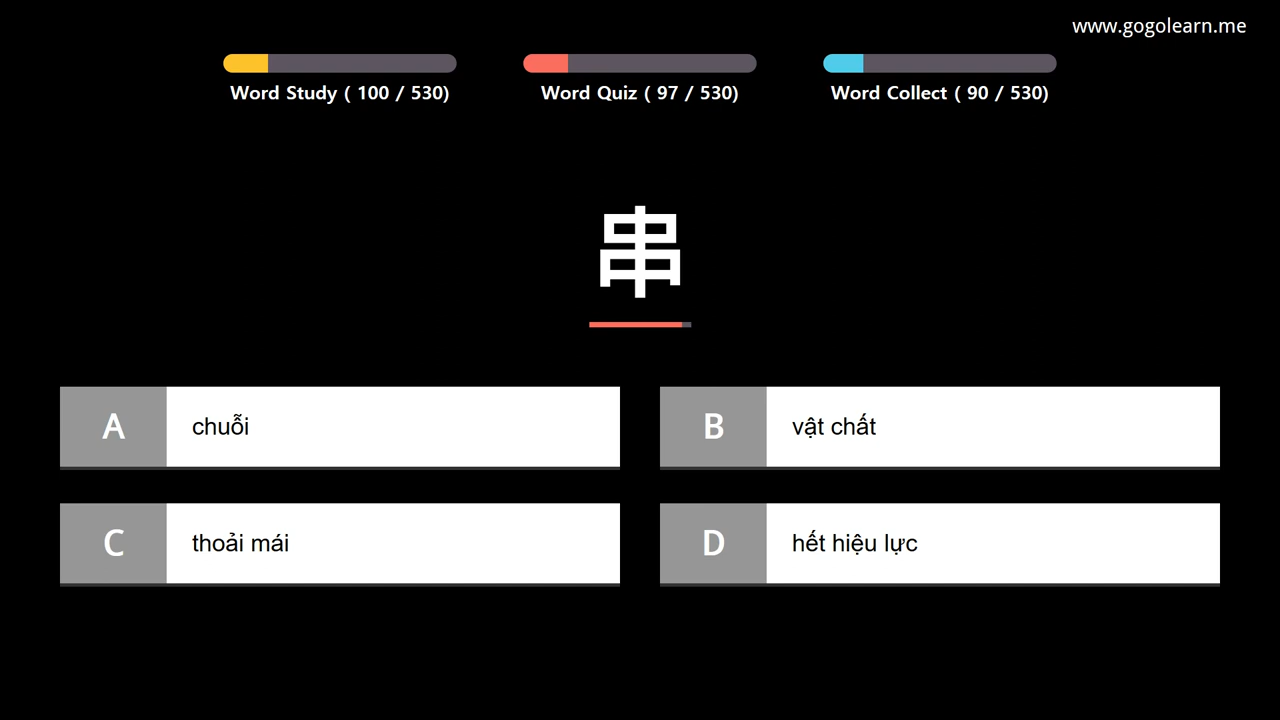 www.gogolearn.me
Word Study ( 100 / 530)
Word Quiz ( 97 / 530)
Word Collect ( 90 / 530)
串
A chuỗi
B vật chất
C thoải mái
D hết hiệu lực